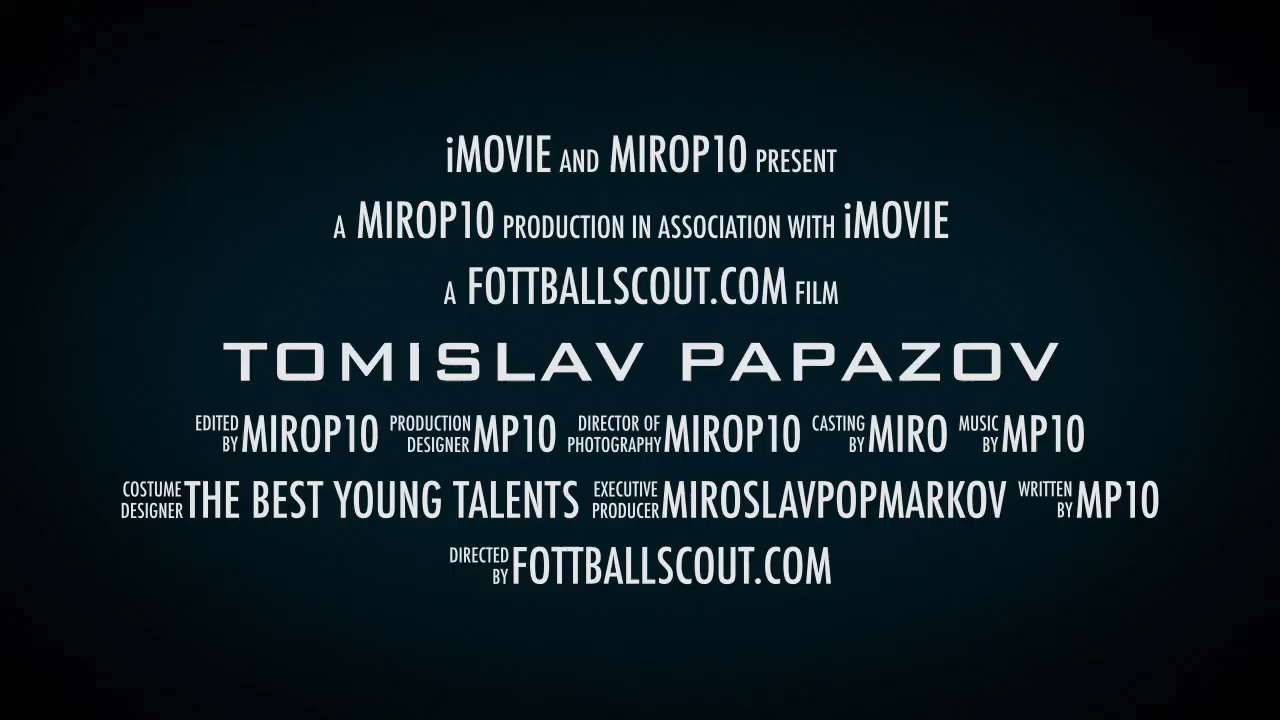 iMOVIE AND MIROP10 PRESENT
A MIROP10 PRODUCTION IN ASSOCIATION WITH iMOVIE
A FOTTBALLSCOUT.COM FILM
TOMISLAV PAPAZOV
EDITED BY MIROP10 PRODUCTION DESIGNER MP10 DIRECTOR OF PHOTOGRAPHY MIROP10 CASTING BY MIRO MUSIC BY MP10
COSTUME DESIGNER THE BEST YOUNG TALENTS EXECUTIVE PRODUCER MIROSLAVPOPMARKOV WRITTEN BY MP10
DIRECTED BY FOTTBALLSCOUT.COM